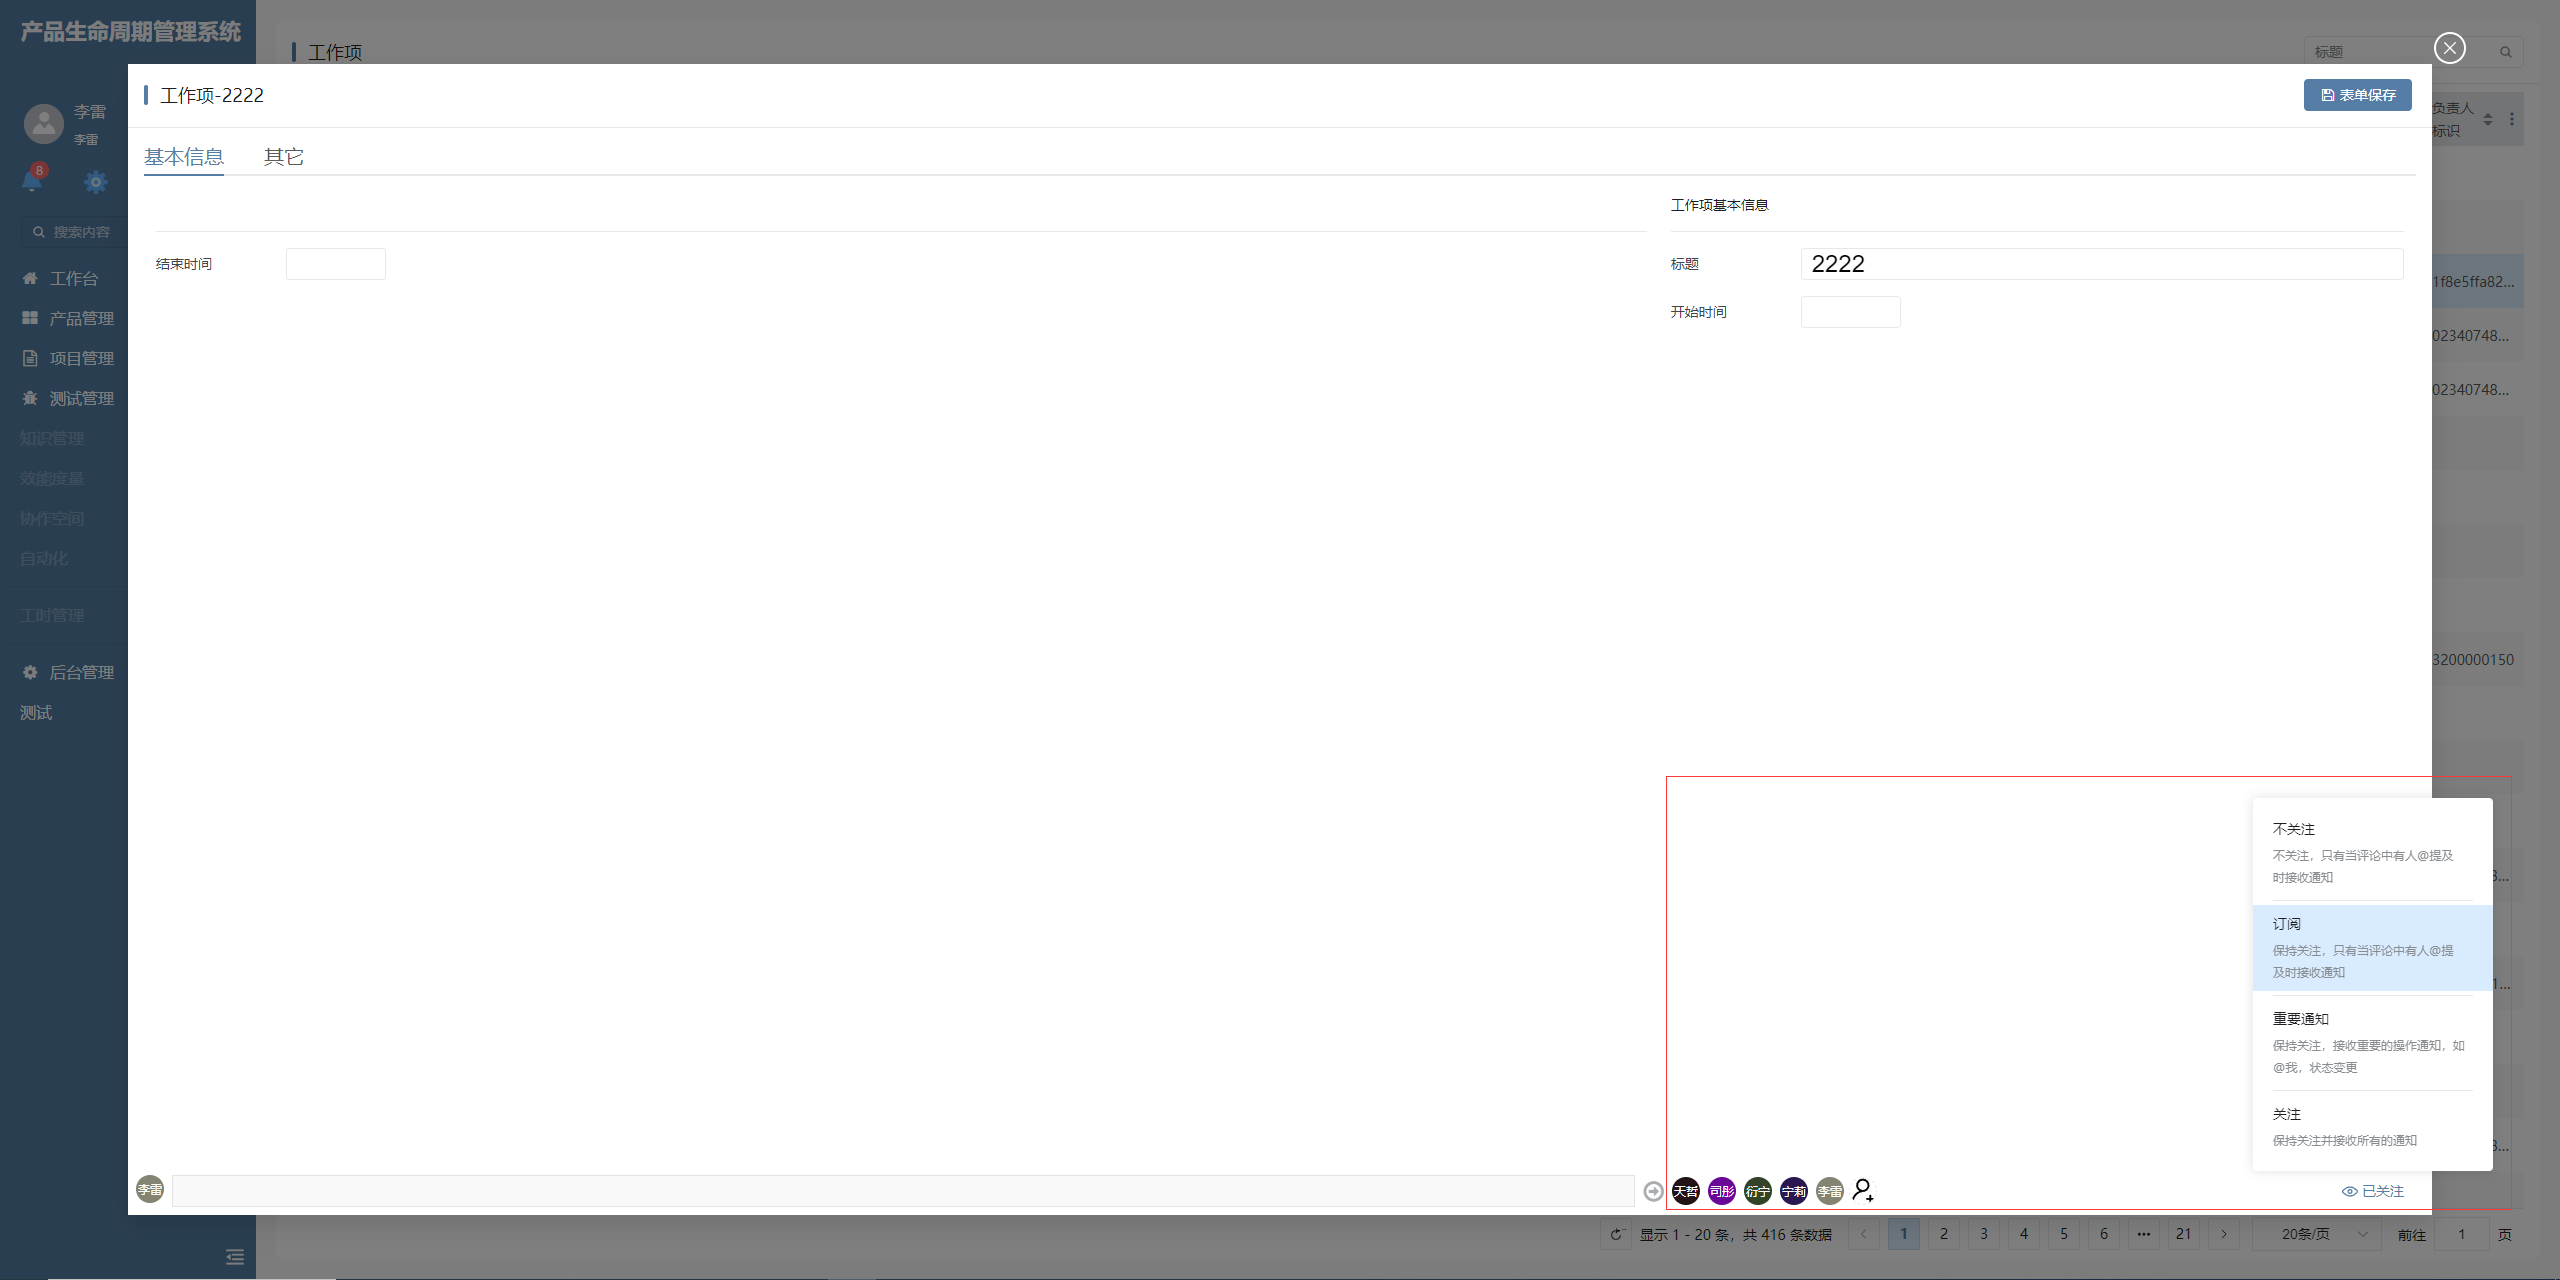 产品生命周期管理系统
工作项
标题
李雷
李雷
8
搜索内容
工作台
产品管理
项目管理
测试管理
知识管理
效能度量
协作空间
自动化
工时管理
后台管理
测试
工作项-2222
表单保存
基本信息
其它
工作项基本信息
结束时间
标题
2222
开始时间
负责人
标识
1f8e5ffa82...
02340748...
02340748...
3200000150
3...
1...
3...
不关注
不关注，只有当评论中有人@提及
时接收通知
订阅
保持关注，只有当评论中有人@提
及时接收通知
重要通知
保持关注，接收重要的操作通知，如
@我，状态变更
关注
保持关注并接收所有的通知
李雷
天哲
司彤
衍宁
宁莉
李雷
已关注
显示 1 - 20 条，共 416 条数据
1
2
3
4
5
6
•••
21
20条/页
前往
1
页